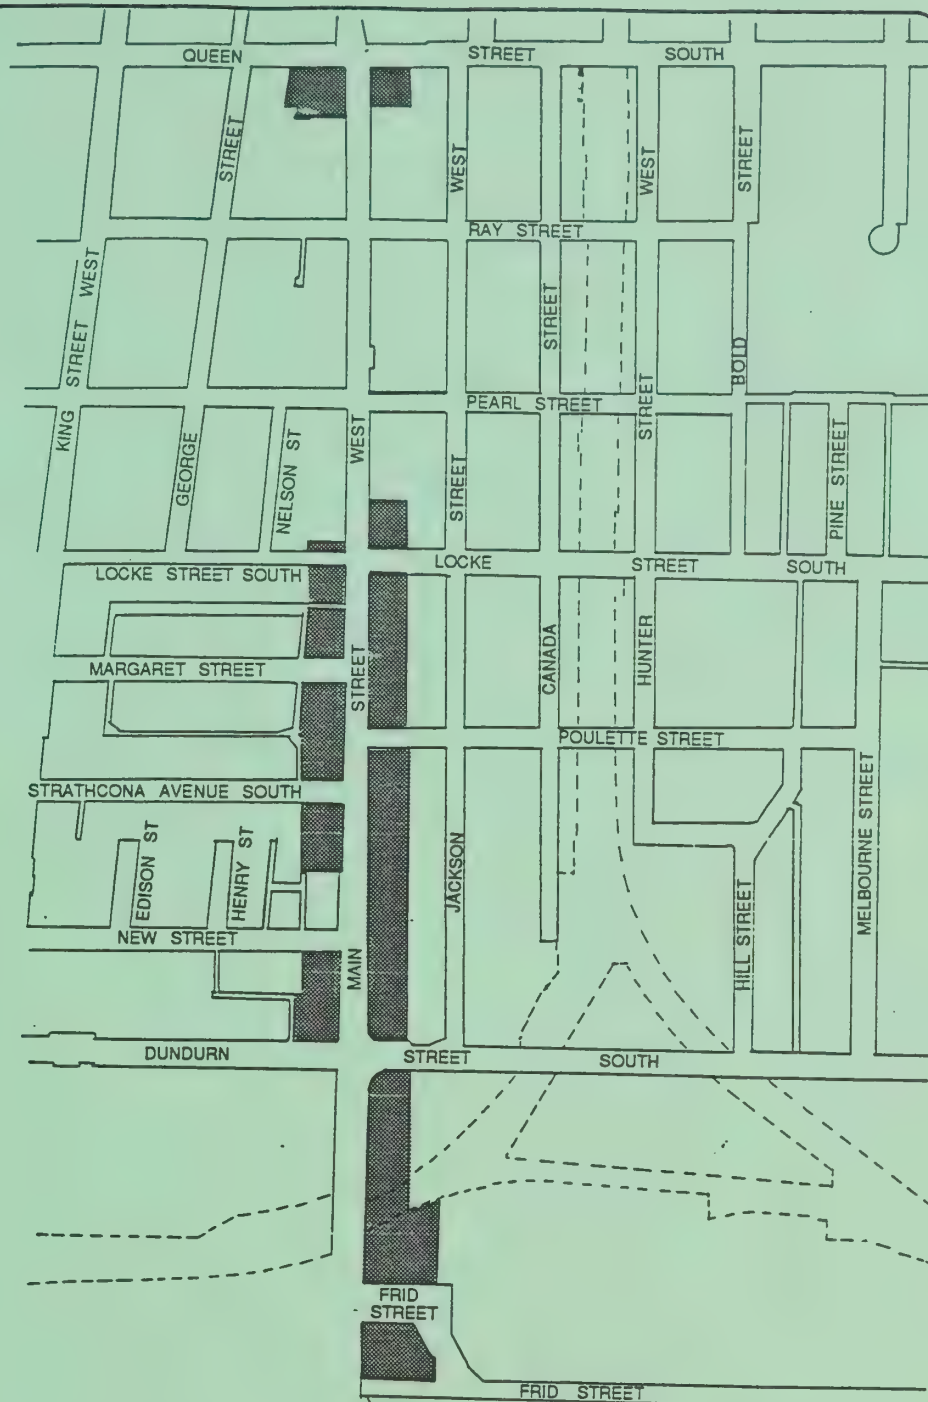 QUEEN STREET SOUTH
STREET
WEST
WEST
STREET
RAY STREET
KING STREET WEST
STREET
BOLD
PEARL STREET
STREET
GEORGE
NELSON ST
WEST
STREET
PINE STREET
LOCKE STREET SOUTH
LOCKE STREET SOUTH
MARGARET STREET
STREET
CANADA
HUNTER
POULETTE STREET
STRATHCONA AVENUE SOUTH
EDISON ST
HENRY ST
JACKSON
MELBOURNE STREET
HILL STREET
NEW STREET
MAIN
DUNDURN STREET SOUTH
FRID
STREET
FRID STREET